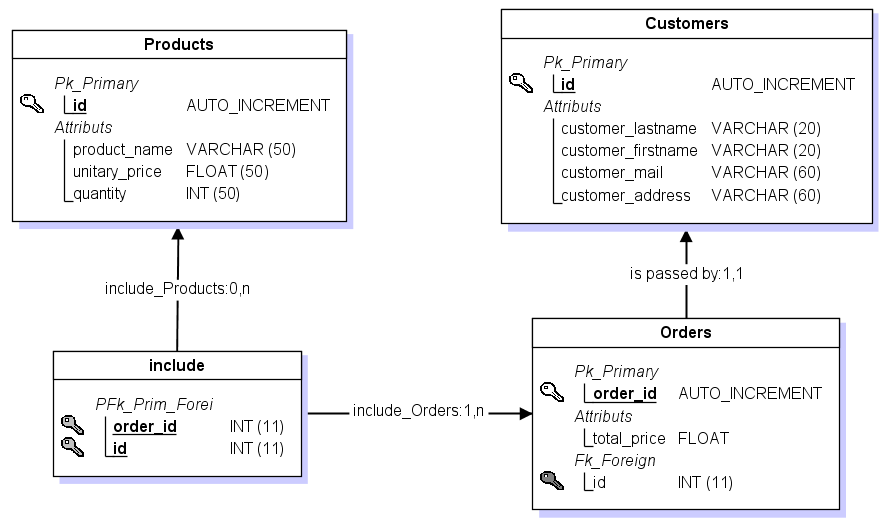 Products
Pk_Primary
id AUTO_INCREMENT
Attributs
product_name VARCHAR (50)
unitary_price FLOAT (50)
quantity INT (50)
Customers
Pk_Primary
id AUTO_INCREMENT
Attributs
customer_lastname VARCHAR (20)
customer_firstname VARCHAR (20)
customer_mail VARCHAR (60)
customer_address VARCHAR (60)
include_Products:0,n
is passed by:1,1
include
PFk_Prim_Forei
order_id INT (11)
id INT (11)
include_Orders:1,n
Orders
Pk_Primary
order_id AUTO_INCREMENT
Attributs
total_price FLOAT
Fk_Foreign
id INT (11)